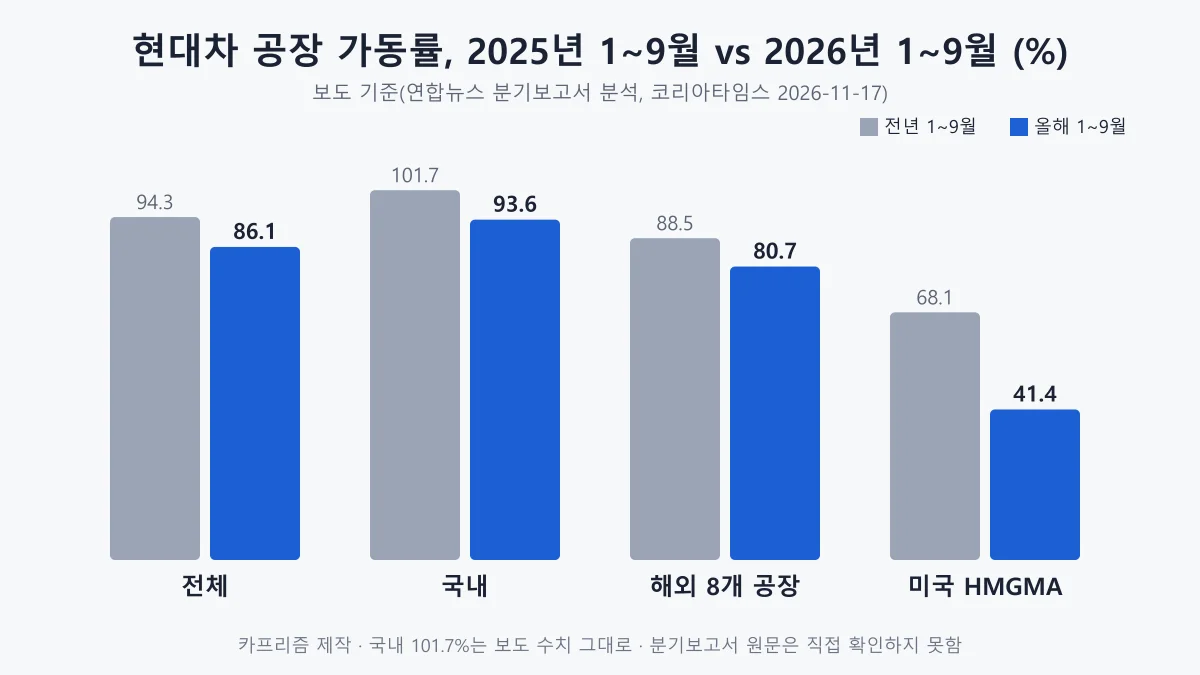 현대차 공장 가동률, 2025년 1~9월 vs 2026년 1~9월 (%)
보도 기준(연합뉴스 분기보고서 분석, 코리아타임스 2026-11-17)
전년 1~9월 올해 1~9월
94.3 86.1 101.7 93.6 88.5 80.7 68.1 41.4
전체 국내 해외 8개 공장 미국 HMGMA
카프리즘 제작 · 국내 101.7%는 보도 수치 그대로 · 분기보고서 원문은 직접 확인하지 못함